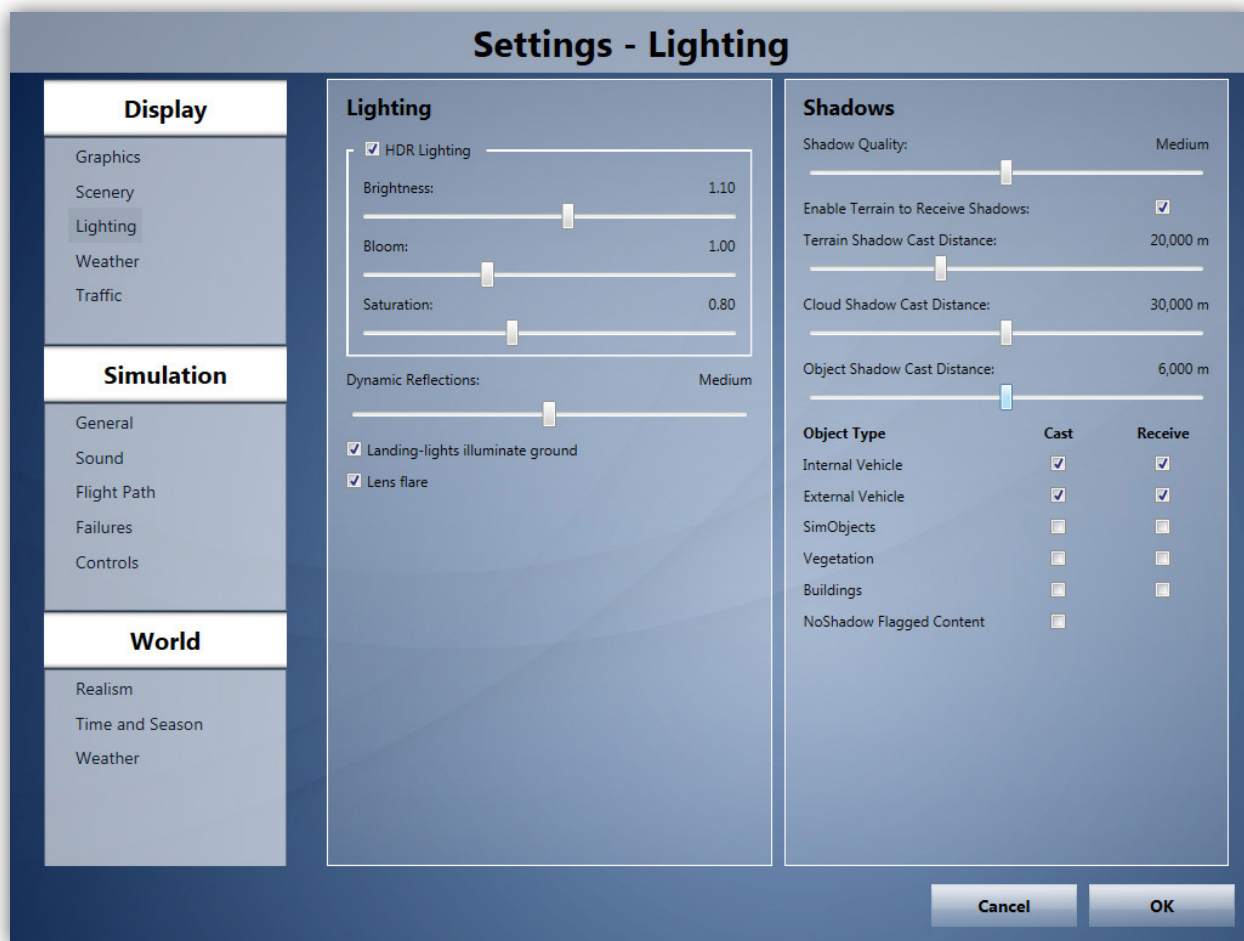 Settings - Lighting
Display
Graphics
Scenery
Lighting
Weather
Traffic
Simulation
General
Sound
Flight Path
Failures
Controls
World
Realism
Time and Season
Weather
Lighting
HDR Lighting
Brightness: 1.10
Bloom: 1.00
Saturation: 0.80
Dynamic Reflections: Medium
Landing-lights illuminate ground
Lens flare
Shadows
Shadow Quality: Medium
Enable Terrain to Receive Shadows:
Terrain Shadow Cast Distance: 20,000 m
Cloud Shadow Cast Distance: 30,000 m
Object Shadow Cast Distance: 6,000 m
Object Type Cast Receive
Internal Vehicle
External Vehicle
SimObjects
Vegetation
Buildings
NoShadow Flagged Content
Cancel OK